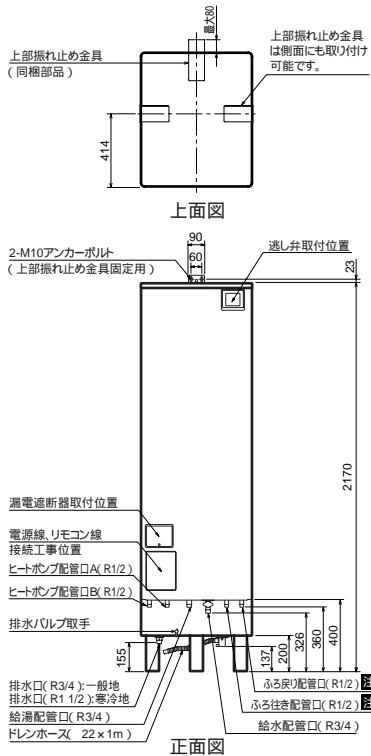 最大80
上部振れ止め金具
(同梱部品)
上部振れ止め金具
は側面にも取り付け
可能です。
414
上面図
90
60
2-M10アンカーボルト
(上部振れ止め金具固定用)
逃し弁取付位置
23
2170
漏電遮断器取付位置
電源線、リモコン線
接続工事位置
ヒートポンプ配管口A(R1/2)
ヒートポンプ配管口B(R1/2)
排水バルブ取手
155
137
200
326
360
400
排水口(R3/4):一般地
排水口(R1 1/2):寒冷地
給湯配管口(R3/4)
ドレンホース( 22×1m)
ふろ戻り配管口(R1/2)
ふろ往き配管口(R1/2)
給水配管口(R3/4)
正面図